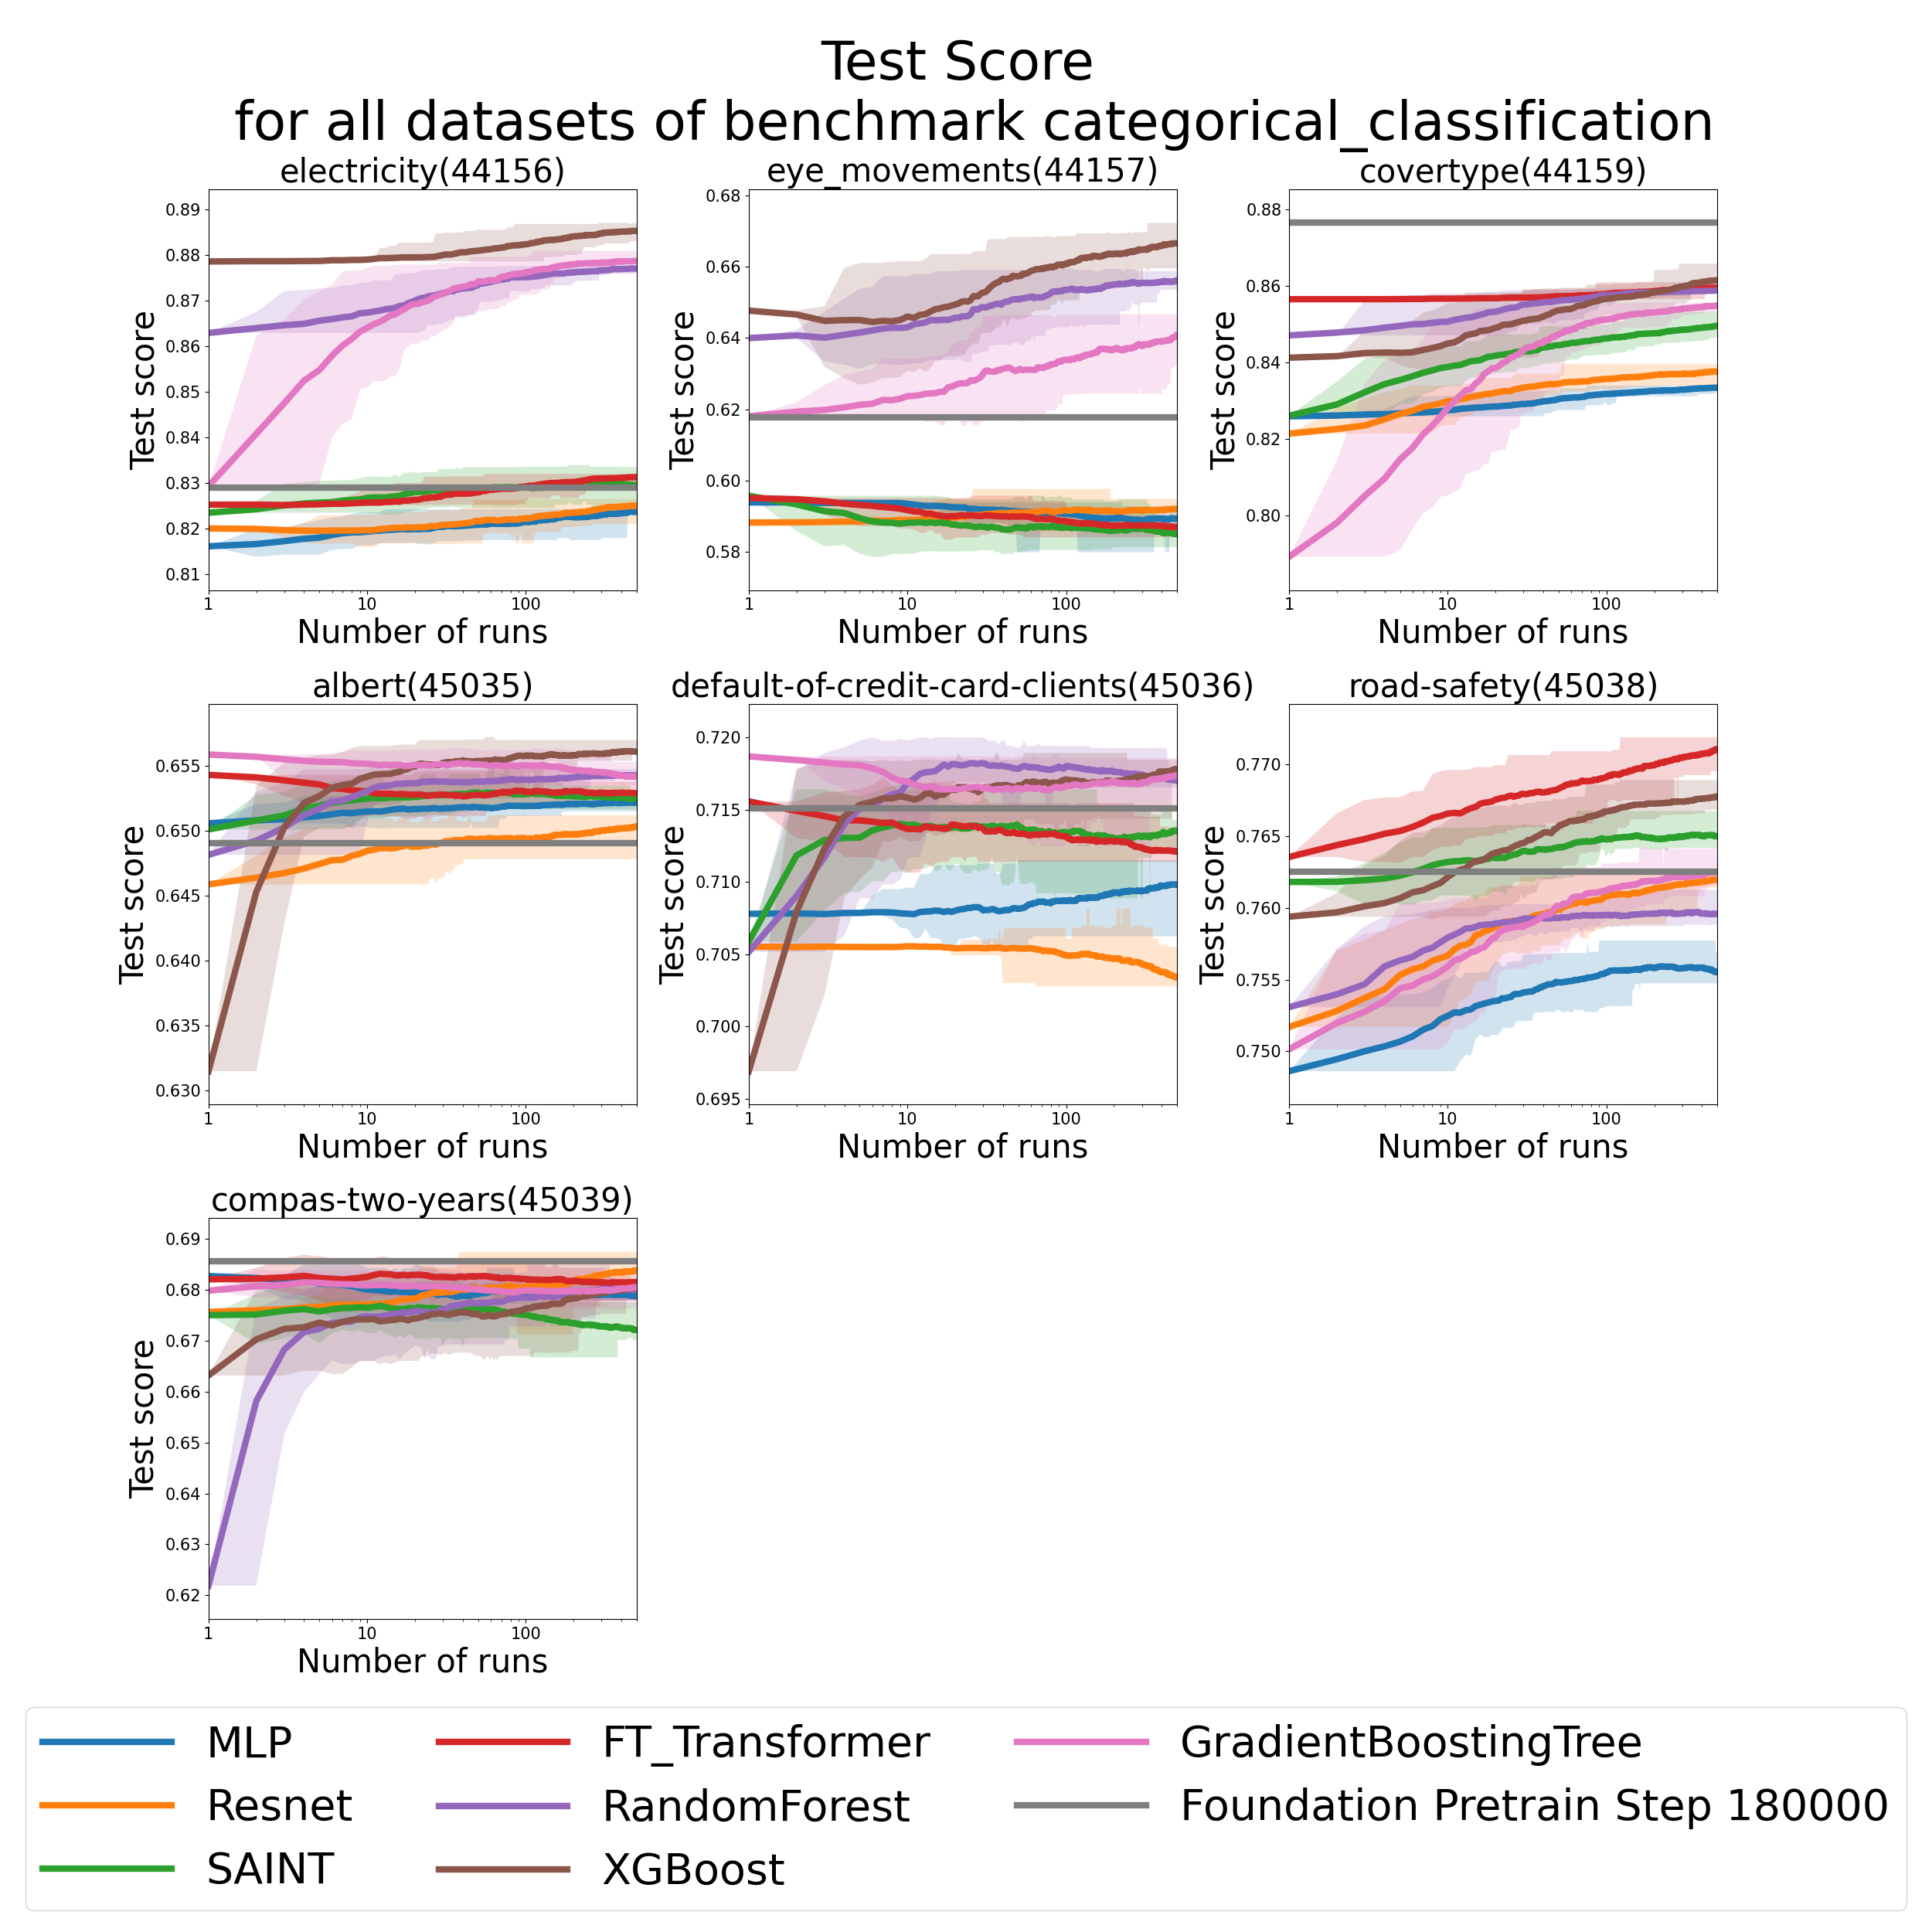 Test Score
for all datasets of benchmark categorical_classification
electricity(44156)
Test score
0.89
0.88
0.87
0.86
0.85
0.84
0.83
0.82
0.81
1
10
100
Number of runs
eye_movements(44157)
Test score
0.68
0.66
0.64
0.62
0.60
0.58
1
10
100
Number of runs
covertype(44159)
Test score
0.88
0.86
0.84
0.82
0.80
1
10
100
Number of runs
albert(45035)
Test score
0.655
0.650
0.645
0.640
0.635
0.630
1
10
100
Number of runs
default-of-credit-card-clients(45036)
Test score
0.720
0.715
0.710
0.705
0.700
0.695
1
10
100
Number of runs
road-safety(45038)
Test score
0.770
0.765
0.760
0.755
0.750
1
10
100
Number of runs
compas-two-years(45039)
Test score
0.69
0.68
0.67
0.66
0.65
0.64
0.63
0.62
1
10
100
Number of runs
MLP
Resnet
SAINT
FT_Transformer
RandomForest
XGBoost
GradientBoostingTree
Foundation Pretrain Step 180000